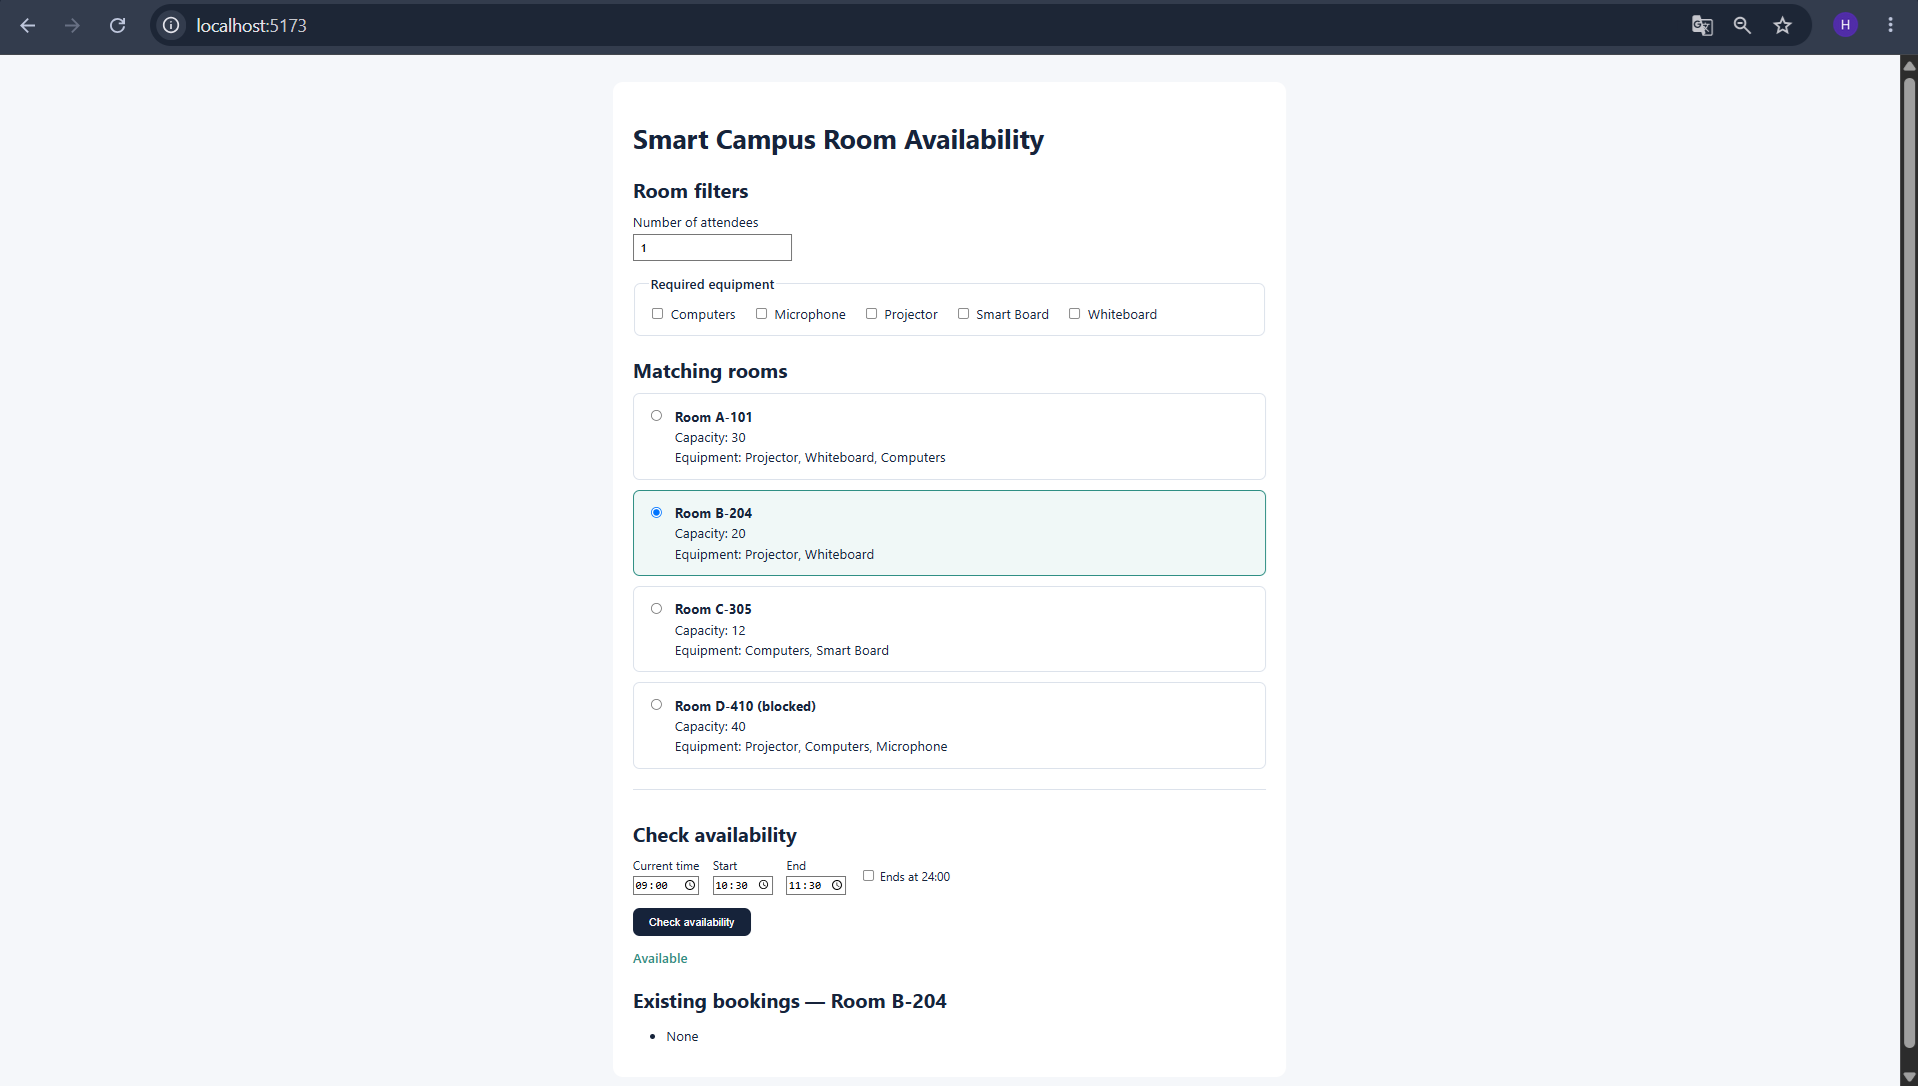 localhost:5173
H
Smart Campus Room Availability
Room filters
Number of attendees
1
Required equipment
Computers Microphone Projector Smart Board Whiteboard
Matching rooms
Room A-101
Capacity: 30
Equipment: Projector, Whiteboard, Computers
Room B-204
Capacity: 20
Equipment: Projector, Whiteboard
Room C-305
Capacity: 12
Equipment: Computers, Smart Board
Room D-410 (blocked)
Capacity: 40
Equipment: Projector, Computers, Microphone
Check availability
Current time Start End
09:00 10:30 11:30 Ends at 24:00
Check availability
Available
Existing bookings — Room B-204
• None